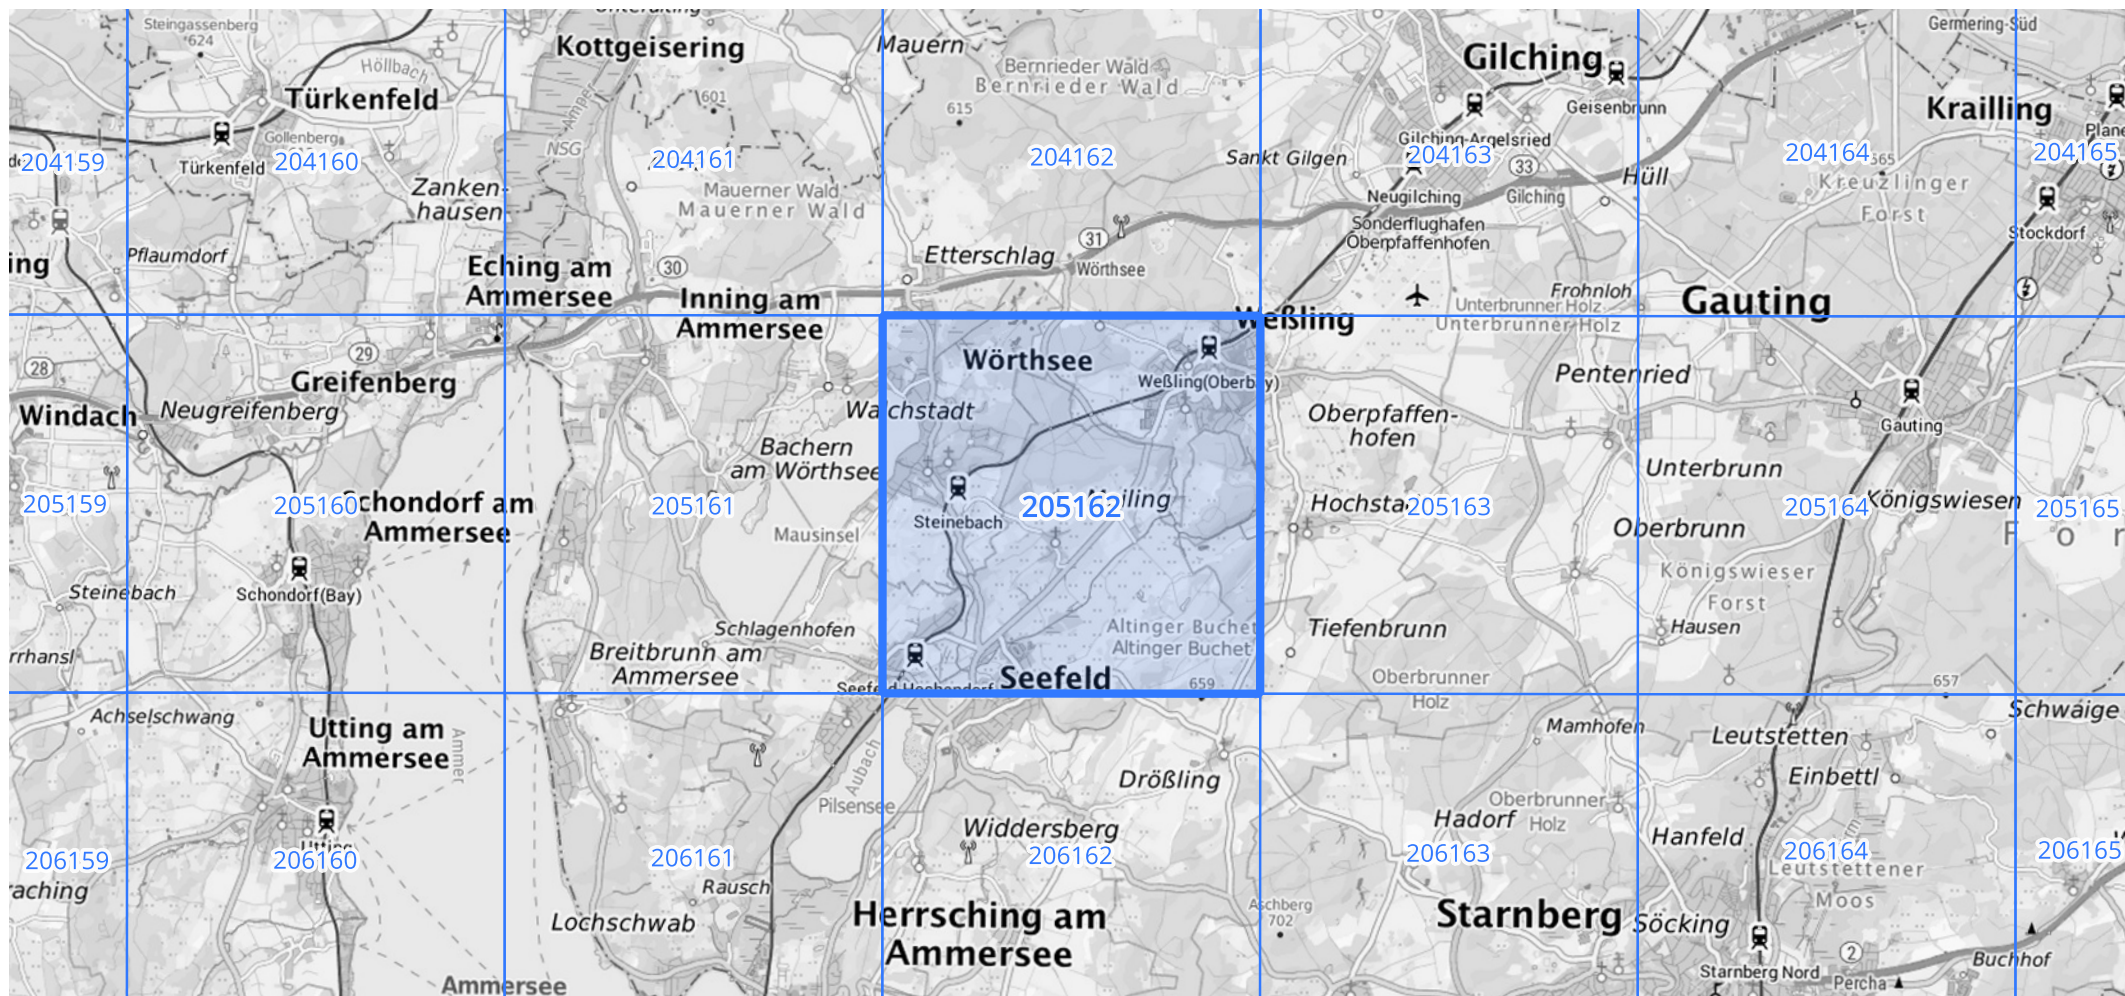 Steingassenberg
624
Kottgeisering
Mauern
Bernrieder Wald
Bernrieder Wald
Gilching
Germering-Süd
Höllbach
Türkenfeld
Amper
601
615
Geisenbrunn
Krailling
Gollenberg
Türkenfeld
NSG
Gilching-Argelsried
204159
204160
204161
204162
204163
204164
204165
Sankt Gilgen
33
565
Zanken-
hausen
Mauerner Wald
Mauerner Wald
Neugilching
Gilching
Hüll
Kreuzlinger
Forst
Sonderflughafen
Oberpfaffenhofen
Stockdorf
Pflaumdorf
Eching am
Ammersee
30
Etterschlag
31
Wörthsee
Inning am
Ammersee
Frohnloh
Unterbrunner Holz
Unterbrunner Holz
Gauting
Weßling
28
29
Greifenberg
Wörthsee
Weßling(Oberbay)
Pentenried
Windach
Neugreifenberg
Walchstadt
Oberpfaffen-
hofen
Gauting
Bachern
am Wörthsee
Unterbrunn
205159
205160
205161
205162
205163
205164
205165
Schondorf am
Ammersee
Steinebach
Königswiesen
Oberbrunn
Mausinsel
Königswieser
Forst
Steinebach
Schondorf(Bay)
Schlagenhofen
Altinger Buchet
Altinger Buchet
Tiefenbrunn
Hausen
Breitbrunn am
Ammersee
Seefeld
659
Oberbrunner
Holz
657
Achselschwang
Utting am
Ammersee
Ammer
Aubach
Drößling
Mamhofen
Leutstetten
Schwaige
Einbettl
Pilsensee
Widdersberg
Oberbrunner
Holz
Hadorf
Hanfeld
Utting
206159
206160
206161
206162
206163
206164
206165
Leutstettener
Moos
Rausch
Lochschwab
Herrsching am
Ammersee
Aschberg
702
Starnberg
Söcking
2
Buchhof
Starnberg Nord
Percha
Ammersee